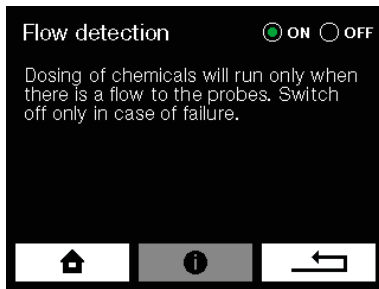 Flow detection ON OFF
Dosing of chemicals will run only when
there is a flow to the probes. Switch
off only in case of failure.